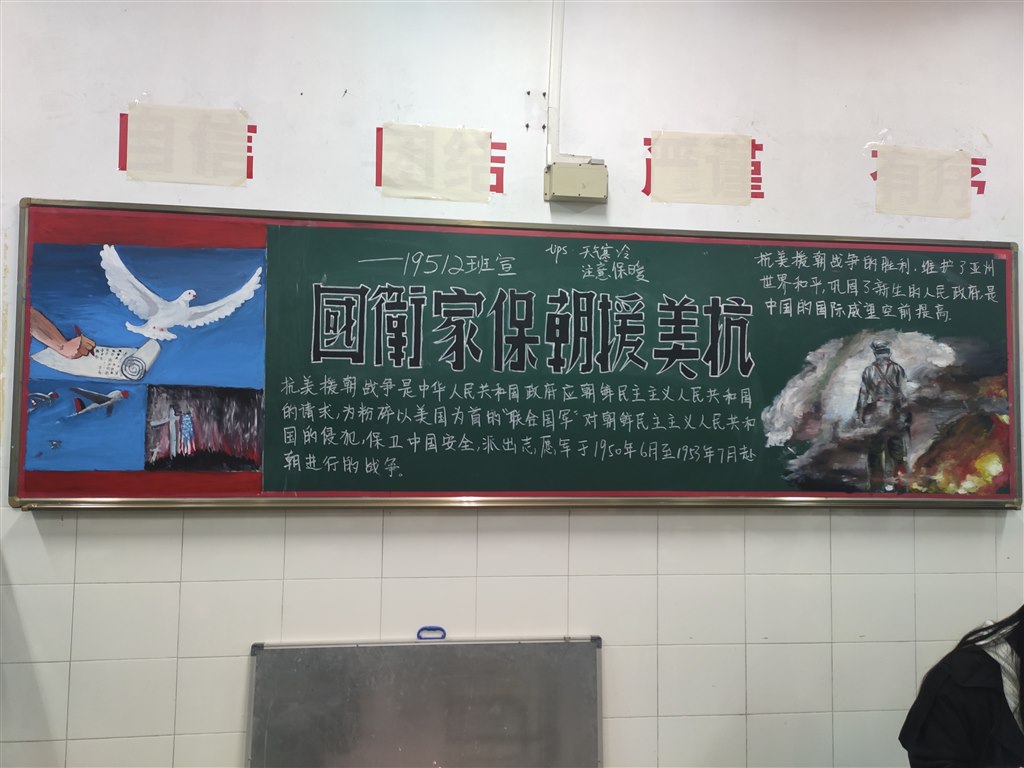 团结
严谨
有序
——19512班宣
tips 天寒冷
注意保暖
抗美援朝保家衛國
抗美援朝战争是中华人民共和国政府应朝鲜民主主义人民共和国
的请求,为粉碎以美国为首的“联合国军”对朝鲜民主主义人民共和
国的侵犯,保卫中国安全,派出志愿军于1950年6月至1953年7月赴
朝进行的战争。
抗美援朝战争的胜利,维护了亚洲
世界和平,巩固了新生的人民政府是
中国的国际威望空前提高.